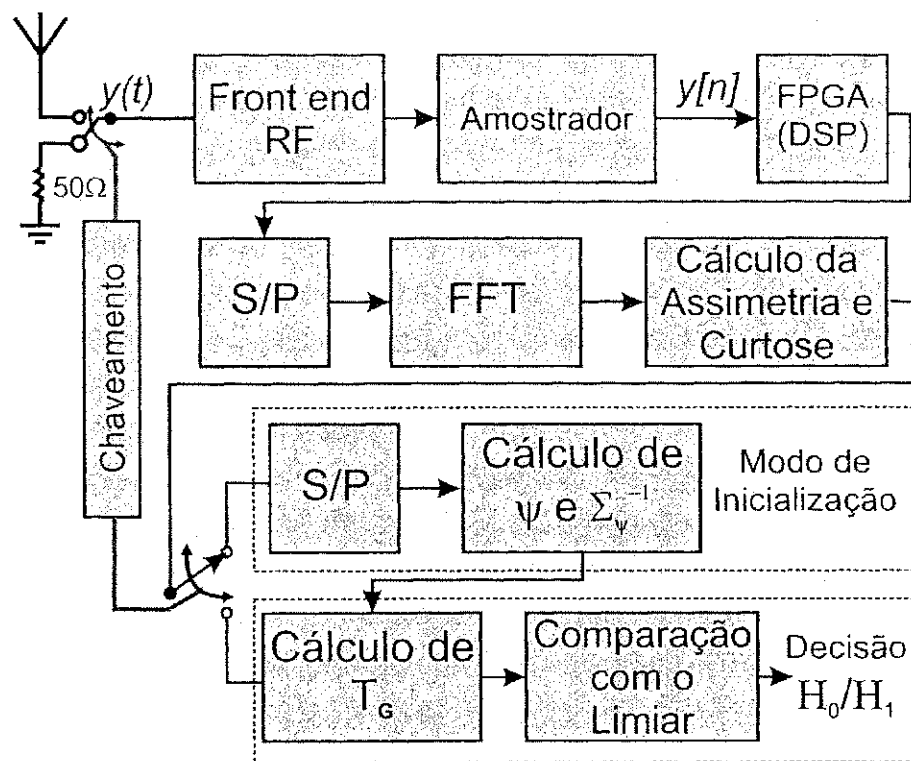 y(t)
Front end
RF
Amostrador
y[n]
FPGA
(DSP)
50Ω
Chaveamento
S/P
FFT
Cálculo da
Assimetria e
Curtose
S/P
Cálculo de
ψ e Σψ⁻¹
Modo de
Inicialização
Cálculo de
TG
Comparação
com o
Limiar
Decisão
H₀/H₁